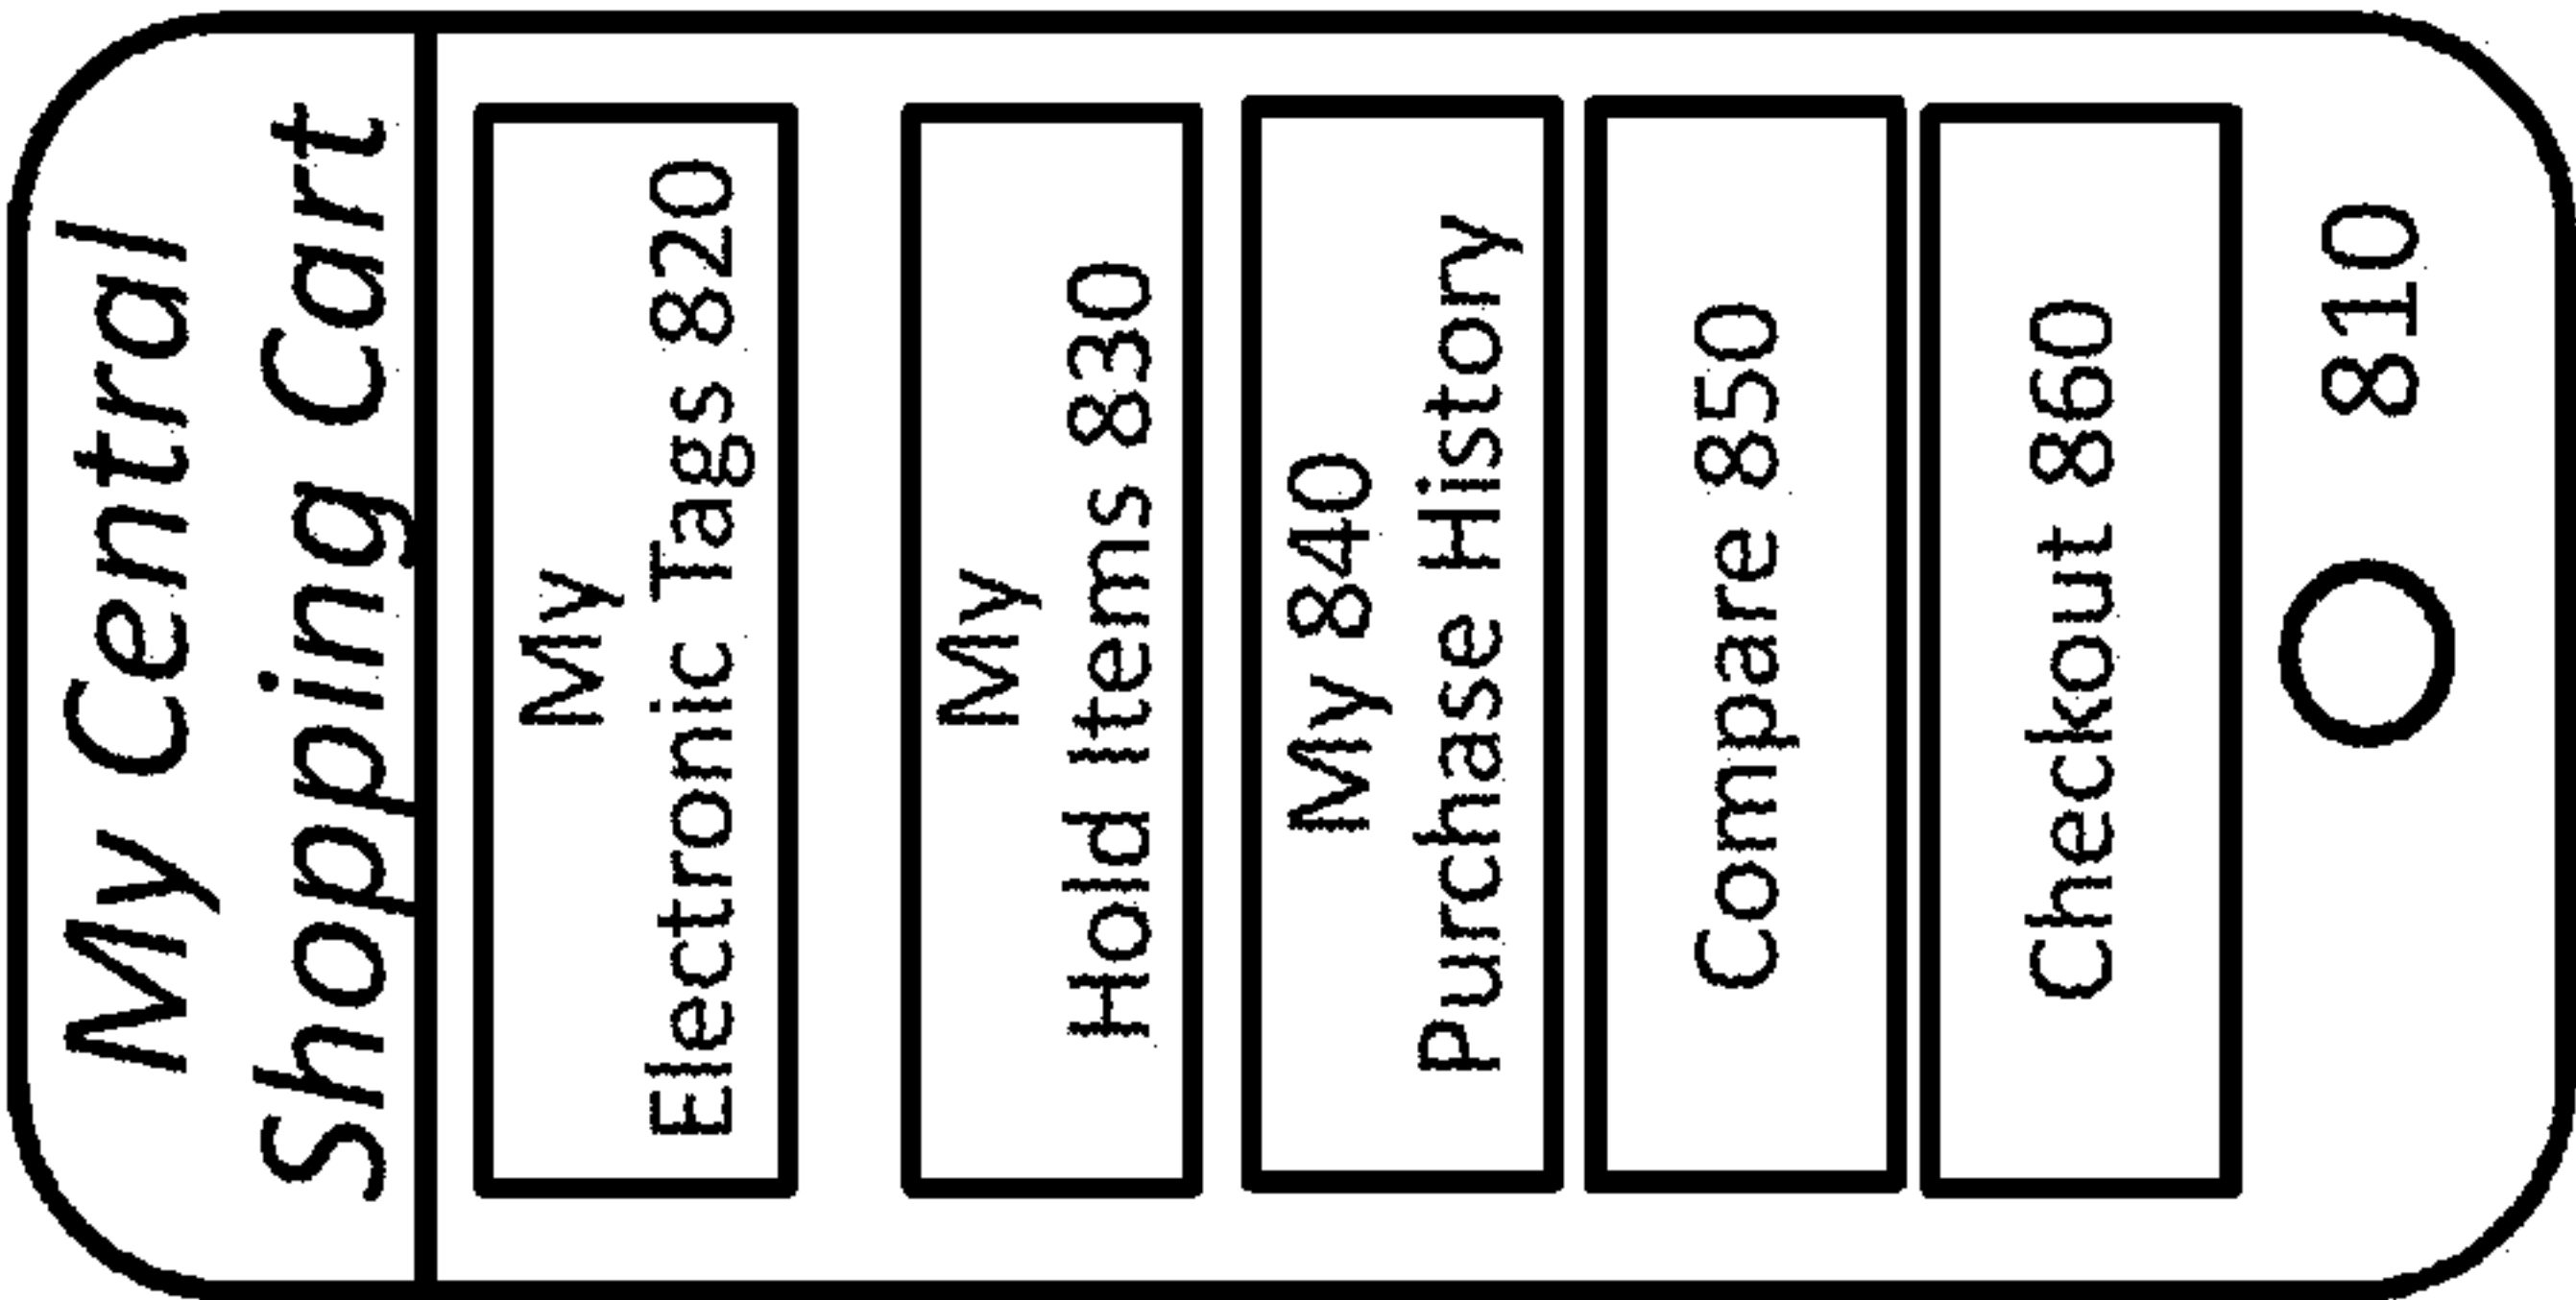 My Central
Shopping Cart
My
Electronic Tags 820
My
Hold Items 830
My 840
Purchase History
Compare 850
Checkout 860
810